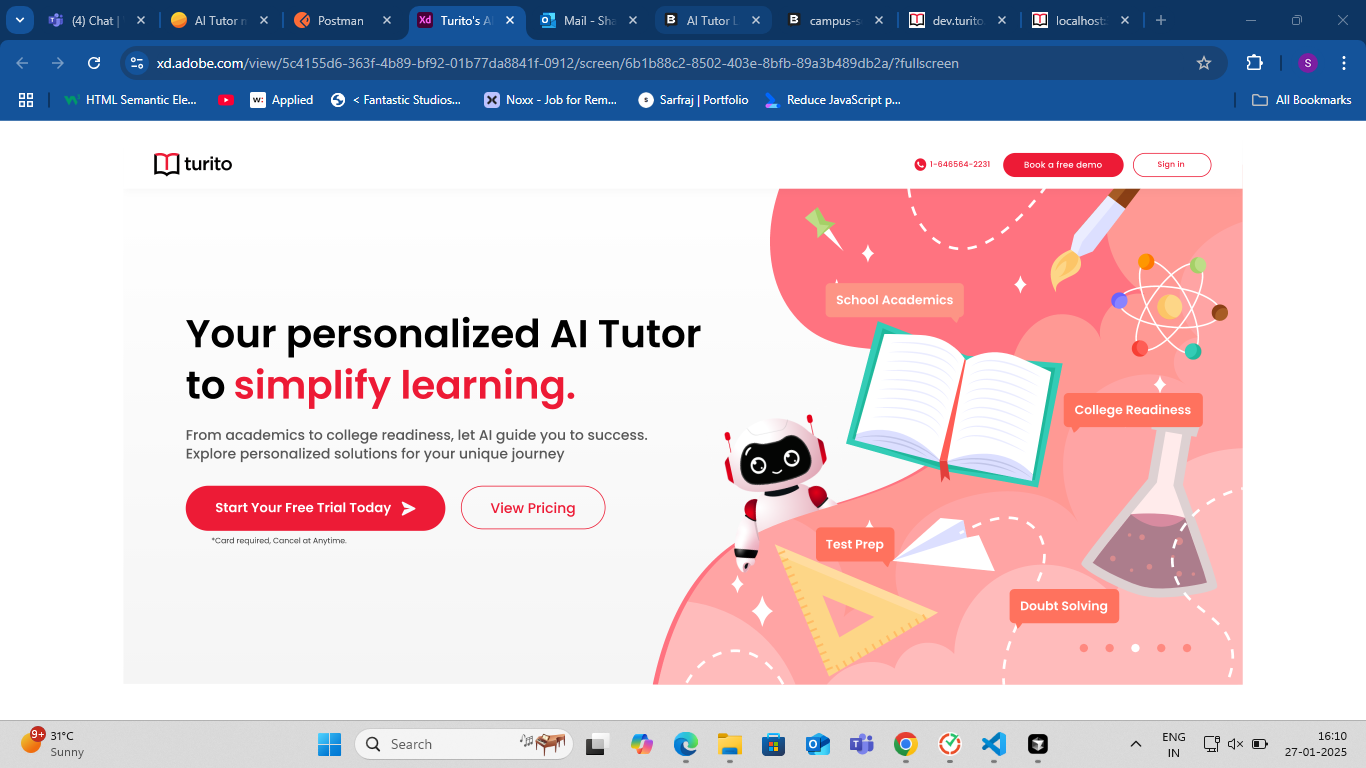 (4) Chat |
AI Tutor n
Postman
Xd
Turito's A
Mail - Sha
B
AI Tutor L
B
campus-s
dev.turito
localhost:
xd.adobe.com/view/5c4155d6-363f-4b89-bf92-01b77da8841f-0912/screen/6b1b88c2-8502-403e-8bfb-89a3b489db2a/?fullscreen
S
HTML Semantic Ele...
w:
Applied
< Fantastic Studios...
Noxx - Job for Rem...
s
Sarfraj | Portfolio
Reduce JavaScript p...
All Bookmarks
turito
1-646564-2231
Book a free demo
Sign in
School Academics
Your personalized AI Tutor
to simplify learning.
College Readiness
From academics to college readiness, let AI guide you to success.
Explore personalized solutions for your unique journey
Start Your Free Trial Today
View Pricing
*Card required, Cancel at Anytime.
Test Prep
Doubt Solving
9+
31°C
Sunny
Search
ENG
IN
16:10
27-01-2025